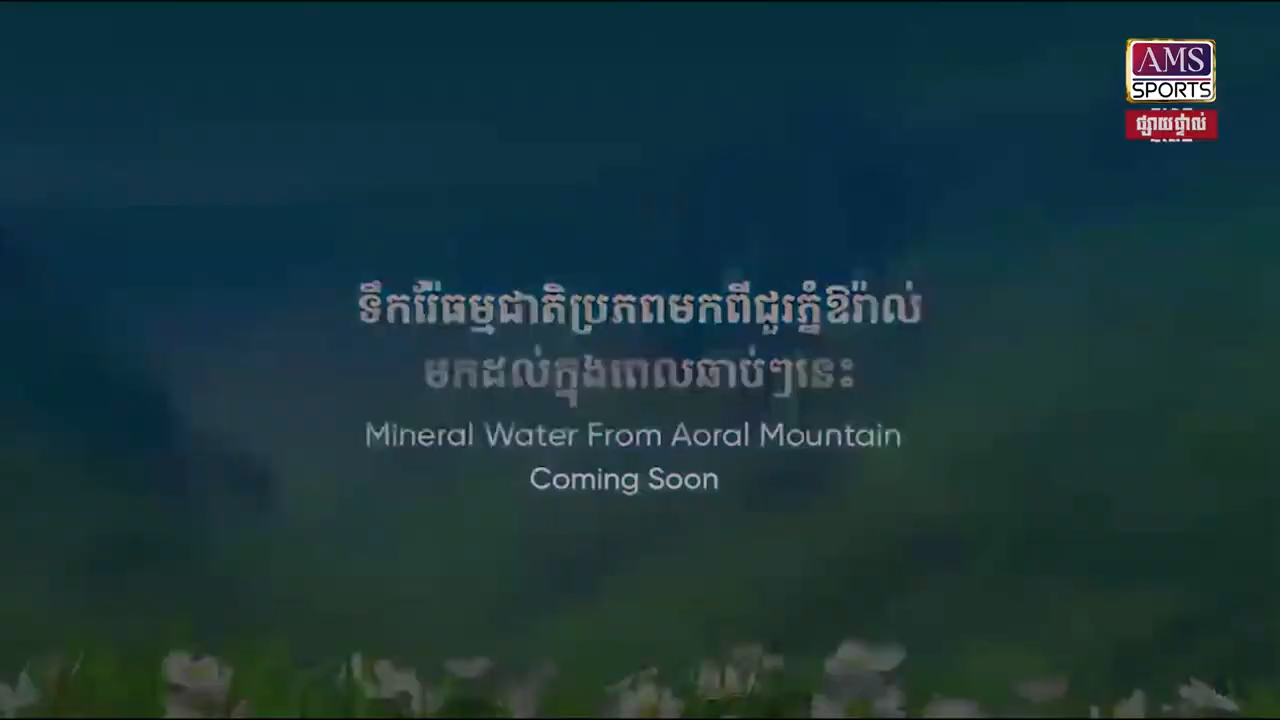 AMS
SPORTS
ផ្សាយផ្ទាល់
ទឹករ៉ែធម្មជាតិប្រភពមកពីជួរភ្នំឱរ៉ាល់
មកដល់ក្នុងពេលឆាប់ៗនេះ
Mineral Water From Aoral Mountain
Coming Soon